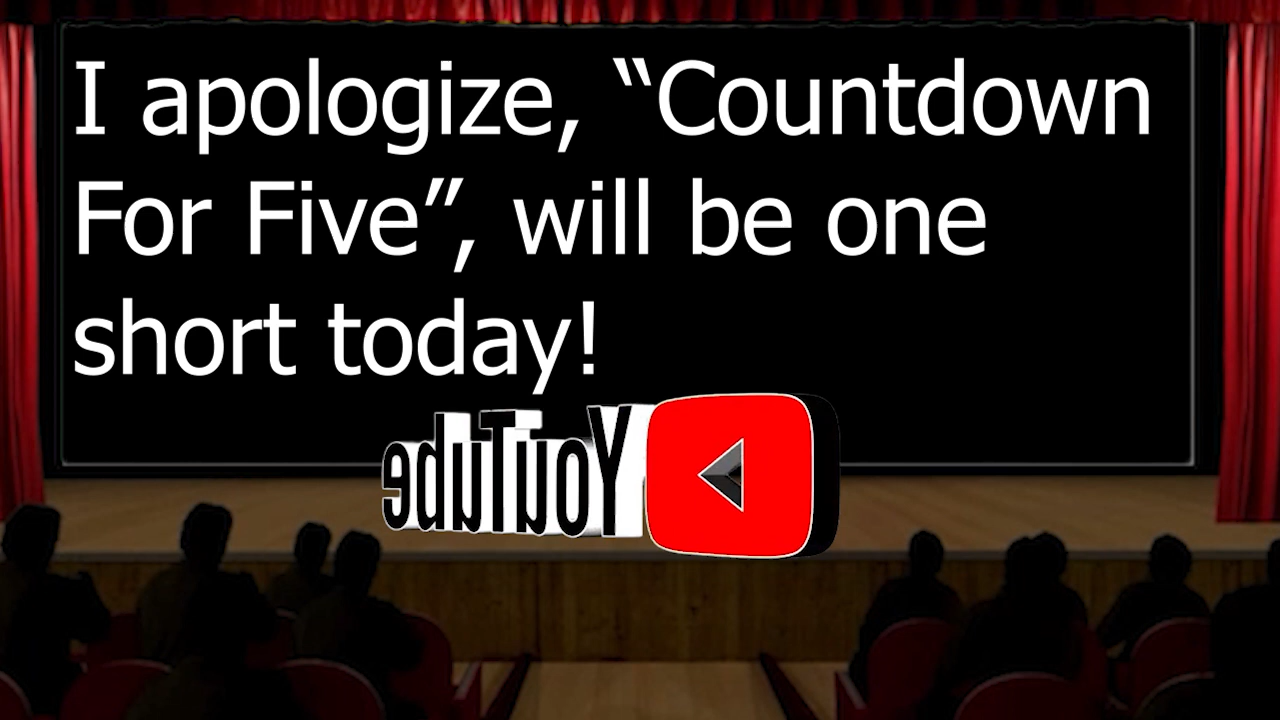 I apologize, “Countdown
For Five”, will be one
short today!
YouTube